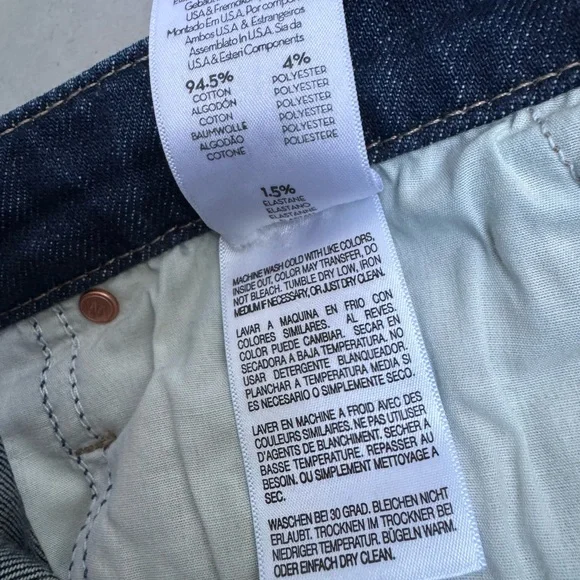 USA & Fremdkom
Montado Em U.S.A, Por compo
Ambos U.S.A & Estrangeiros
Assemblato In U.S.A. Sia da
U.S.A & Esteri Components
94.5%
COTTON
ALGODÓN
COTON
BAUMWOLLE
ALGODÃO
COTONE
4%
POLYESTER
POLYESTER
POLYESTER
POLYESTER
POLYESTER
POLIESTERE
1.5%
ELASTANE
ELASTANO
ELASTANNE
MACHINE WASH COLD WITH LIKE COLORS,
INSIDE OUT, COLOR MAY TRANSFER, DO
NOT BLEACH. TUMBLE DRY LOW, IRON
MEDIUM IF NECESSARY, OR JUST DRY CLEAN.
LAVAR A MAQUINA EN FRIO CON
COLORES SIMILARES. AL REVES.
COLOR PUEDE CAMBIAR. SECAR EN
SECADORA A BAJA TEMPERATURA. NO
USAR DETERGENTE BLANQUEADOR.
PLANCHAR A TEMPERATURA MEDIA SI
ES NECESARIO O SIMPLEMENTE SECO.
LAVER EN MACHINE A FROID AVEC DES
COULEURS SIMILAIRES. NE PAS UTILISER
D'AGENTS DE BLANCHIMENT. SECHER A
BASSE TEMPERATURE. REPASSER AU
BESOIN. OU SIMPLEMENT METTOYAGE A
SEC.
WASCHEN BEI 30 GRAD. BLEICHEN NICHT
ERLAUBT. TROCKNEN IM TROCKNER BEI
NIEDRIGER TEMPERATUR. BÜGELN WARM.
ODER EINFACH DRY CLEAN.